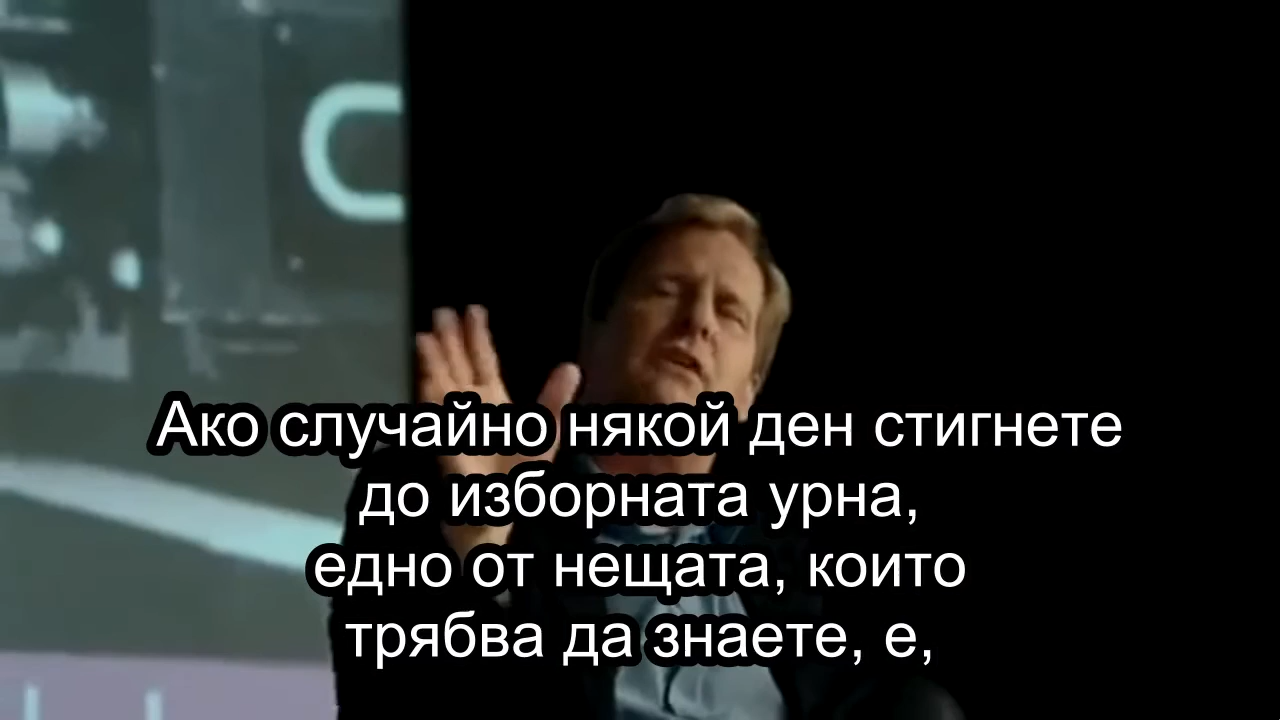 Ако случайно някой ден стигнете
до изборната урна,
едно от нещата, които
трябва да знаете, е,